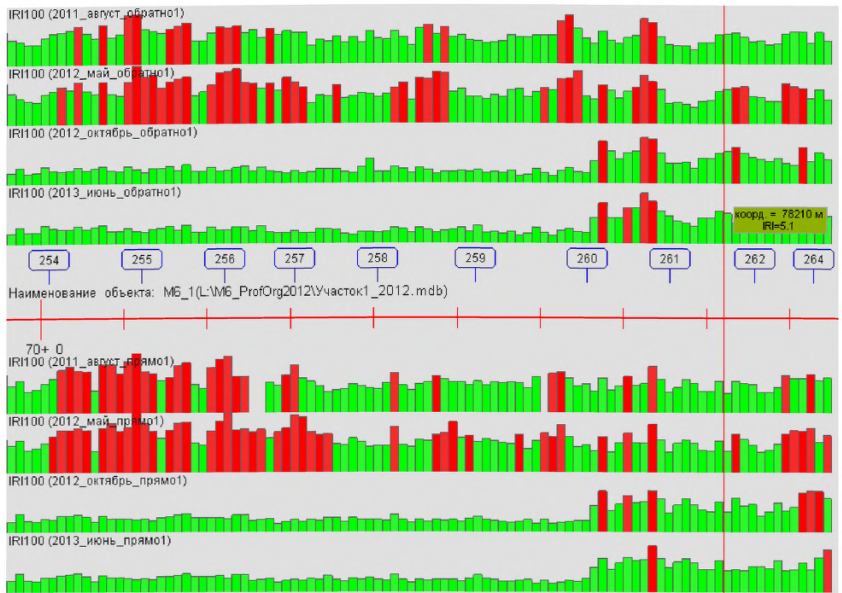 IRI100 (2011_август_обратно1)
IRI100 (2012_май_обратно1)
IRI100 (2012_октябрь_обратно1)
IRI100 (2013_июнь_обратно1)
коорд. = 78210 м
IRI=5.1
254 255 256 257 258 259 260 261 262 264
Наименование объекта: М6_1(L:\M6_ProfOrg2012\Участок1_2012.mdb)
70+ 0
IRI100 (2011_август_прямо1)
IRI100 (2012_май_прямо1)
IRI100 (2012_октябрь_прямо1)
IRI100 (2013_июнь_прямо1)